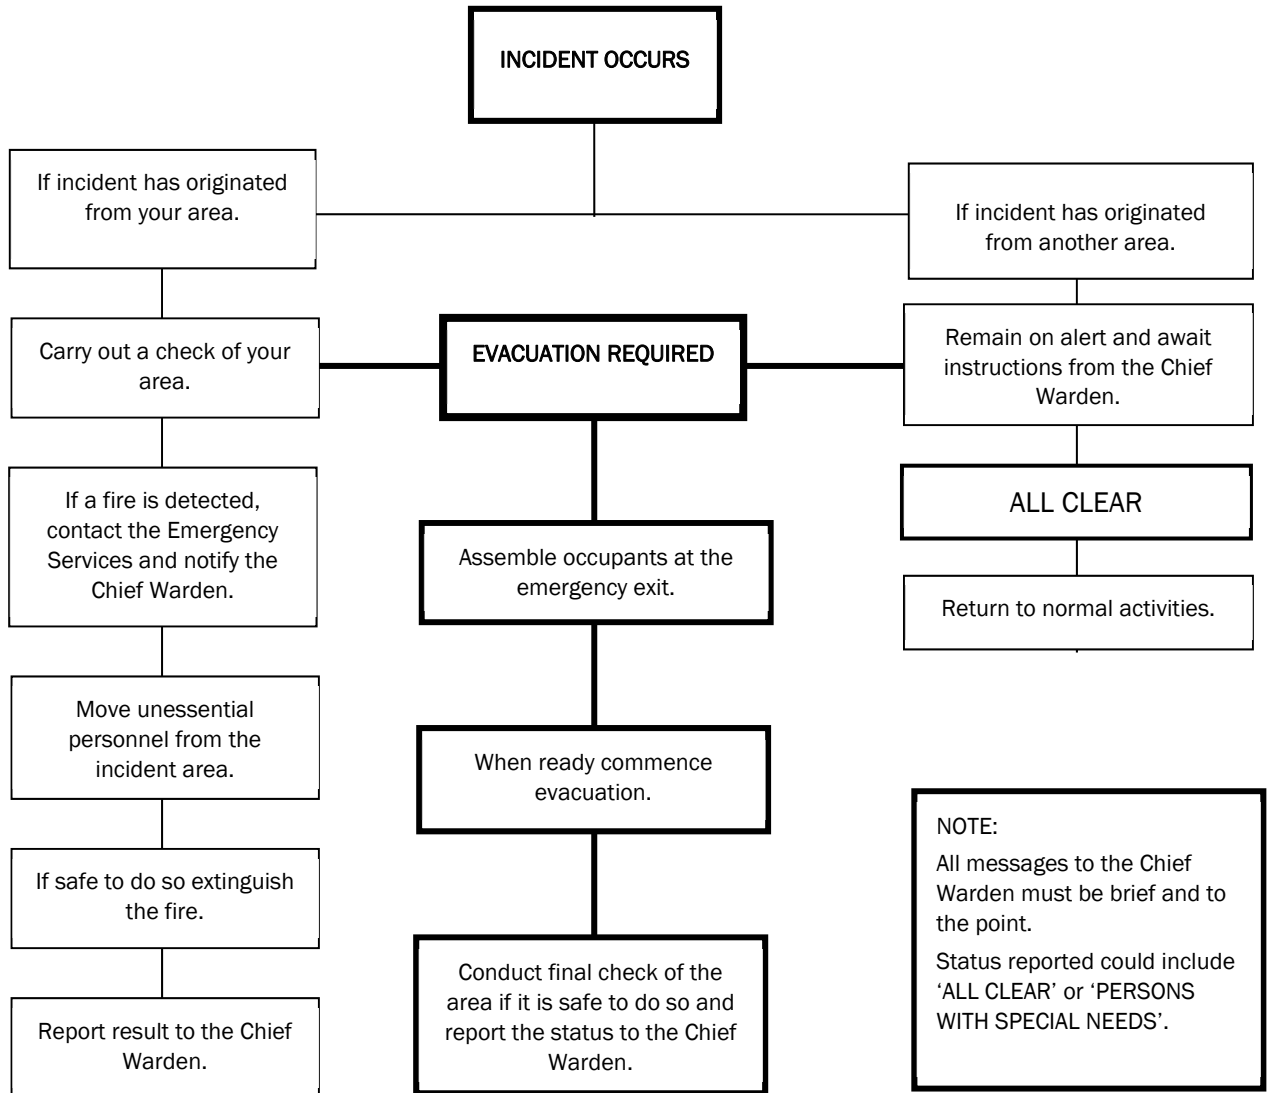 INCIDENT OCCURS
If incident has originated
from your area.
If incident has originated
from another area.
Carry out a check of your
area.
EVACUATION REQUIRED
Remain on alert and await
instructions from the Chief
Warden.
If a fire is detected,
contact the Emergency
Services and notify the
Chief Warden.
Assemble occupants at the
emergency exit.
ALL CLEAR
Return to normal activities.
Move unessential
personnel from the
incident area.
When ready commence
evacuation.
If safe to do so extinguish
the fire.
Report result to the Chief
Warden.
Conduct final check of the
area if it is safe to do so and
report the status to the Chief
Warden.
NOTE:
All messages to the Chief
Warden must be brief and to
the point.
Status reported could include
‘ALL CLEAR’ or ‘PERSONS
WITH SPECIAL NEEDS’.